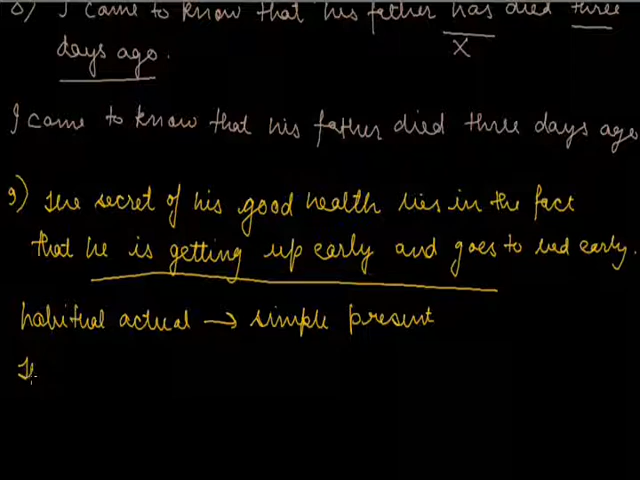 8) I came to know that his father has died three
days ago.
X
I came to know that his father died three days ago
9) The secret of his good health lies in the fact
that he is getting up early and goes to bed early.
habitual actual → simple present